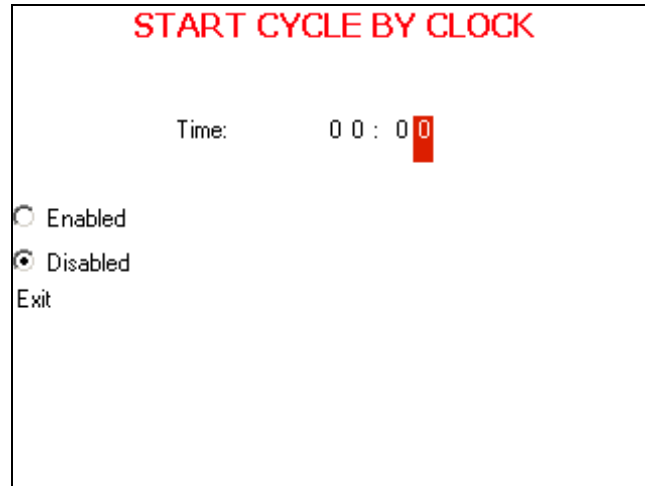 START CYCLE BY CLOCK
Time: 0 0 : 0 0
Enabled
Disabled
Exit